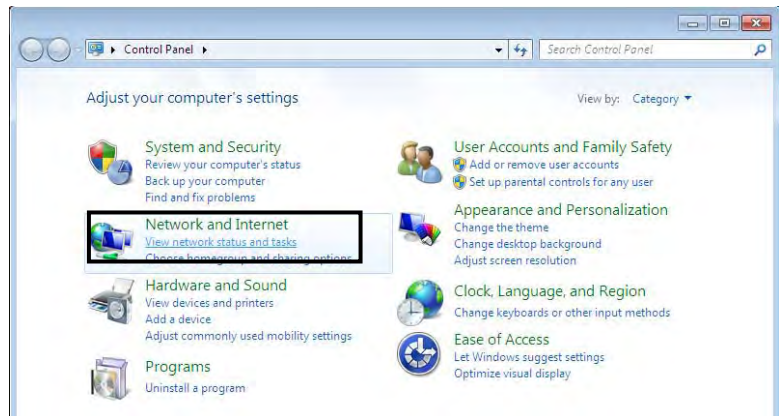 Control Panel
Search Control Panel
Adjust your computer's settings
View by: Category
System and Security
Review your computer's status
Back up your computer
Find and fix problems
Network and Internet
View network status and tasks
Choose homegroup and sharing options
Hardware and Sound
View devices and printers
Add a device
Adjust commonly used mobility settings
Programs
Uninstall a program
User Accounts and Family Safety
Add or remove user accounts
Set up parental controls for any user
Appearance and Personalization
Change the theme
Change desktop background
Adjust screen resolution
Clock, Language, and Region
Change keyboards or other input methods
Ease of Access
Let Windows suggest settings
Optimize visual display